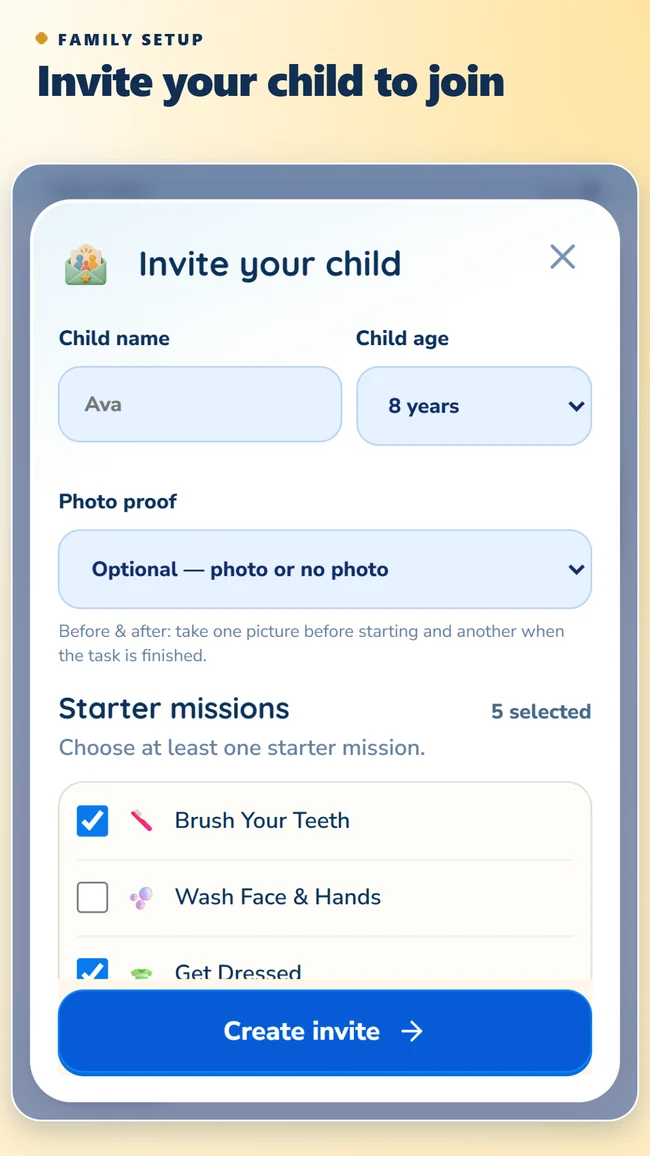 FAMILY SETUP
Invite your child to join
Invite your child
Child name
Child age
Ava
8 years
Photo proof
Optional — photo or no photo
Before & after: take one picture before starting and another when
the task is finished.
Starter missions
5 selected
Choose at least one starter mission.
Brush Your Teeth
Wash Face & Hands
Get Dressed
Create invite →